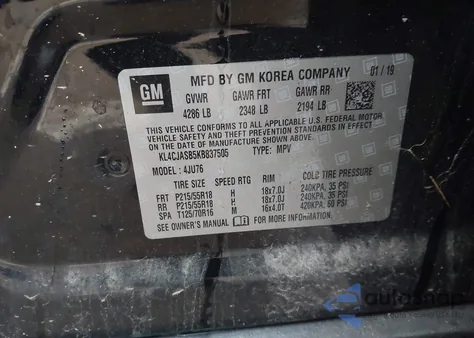 GM
MFD BY GM KOREA COMPANY 01/19
GVWR GAWR FRT GAWR RR
4286 LB 2348 LB 2194 LB
THIS VEHICLE CONFORMS TO ALL APPLICABLE U.S. FEDERAL MOTOR
VEHICLE SAFETY AND THEFT PREVENTION STANDARDS IN EFFECT ON
THE DATE OF MANUFACTURE SHOWN ABOVE.
KL4CJASB5KB837505 TYPE: MPV
MODEL: 4JU76
TIRE SIZE SPEED RTG RIM COLD TIRE PRESSURE
FRT P215/55R18 H 18x7.0J 240KPA, 35 PSI
RR P215/55R18 H 18x7.0J 240KPA, 35 PSI
SPA T125/70R16 M 16x4.0T 420KPA, 60 PSI
SEE OWNER'S MANUAL FOR MORE INFORMATION.
autosnap